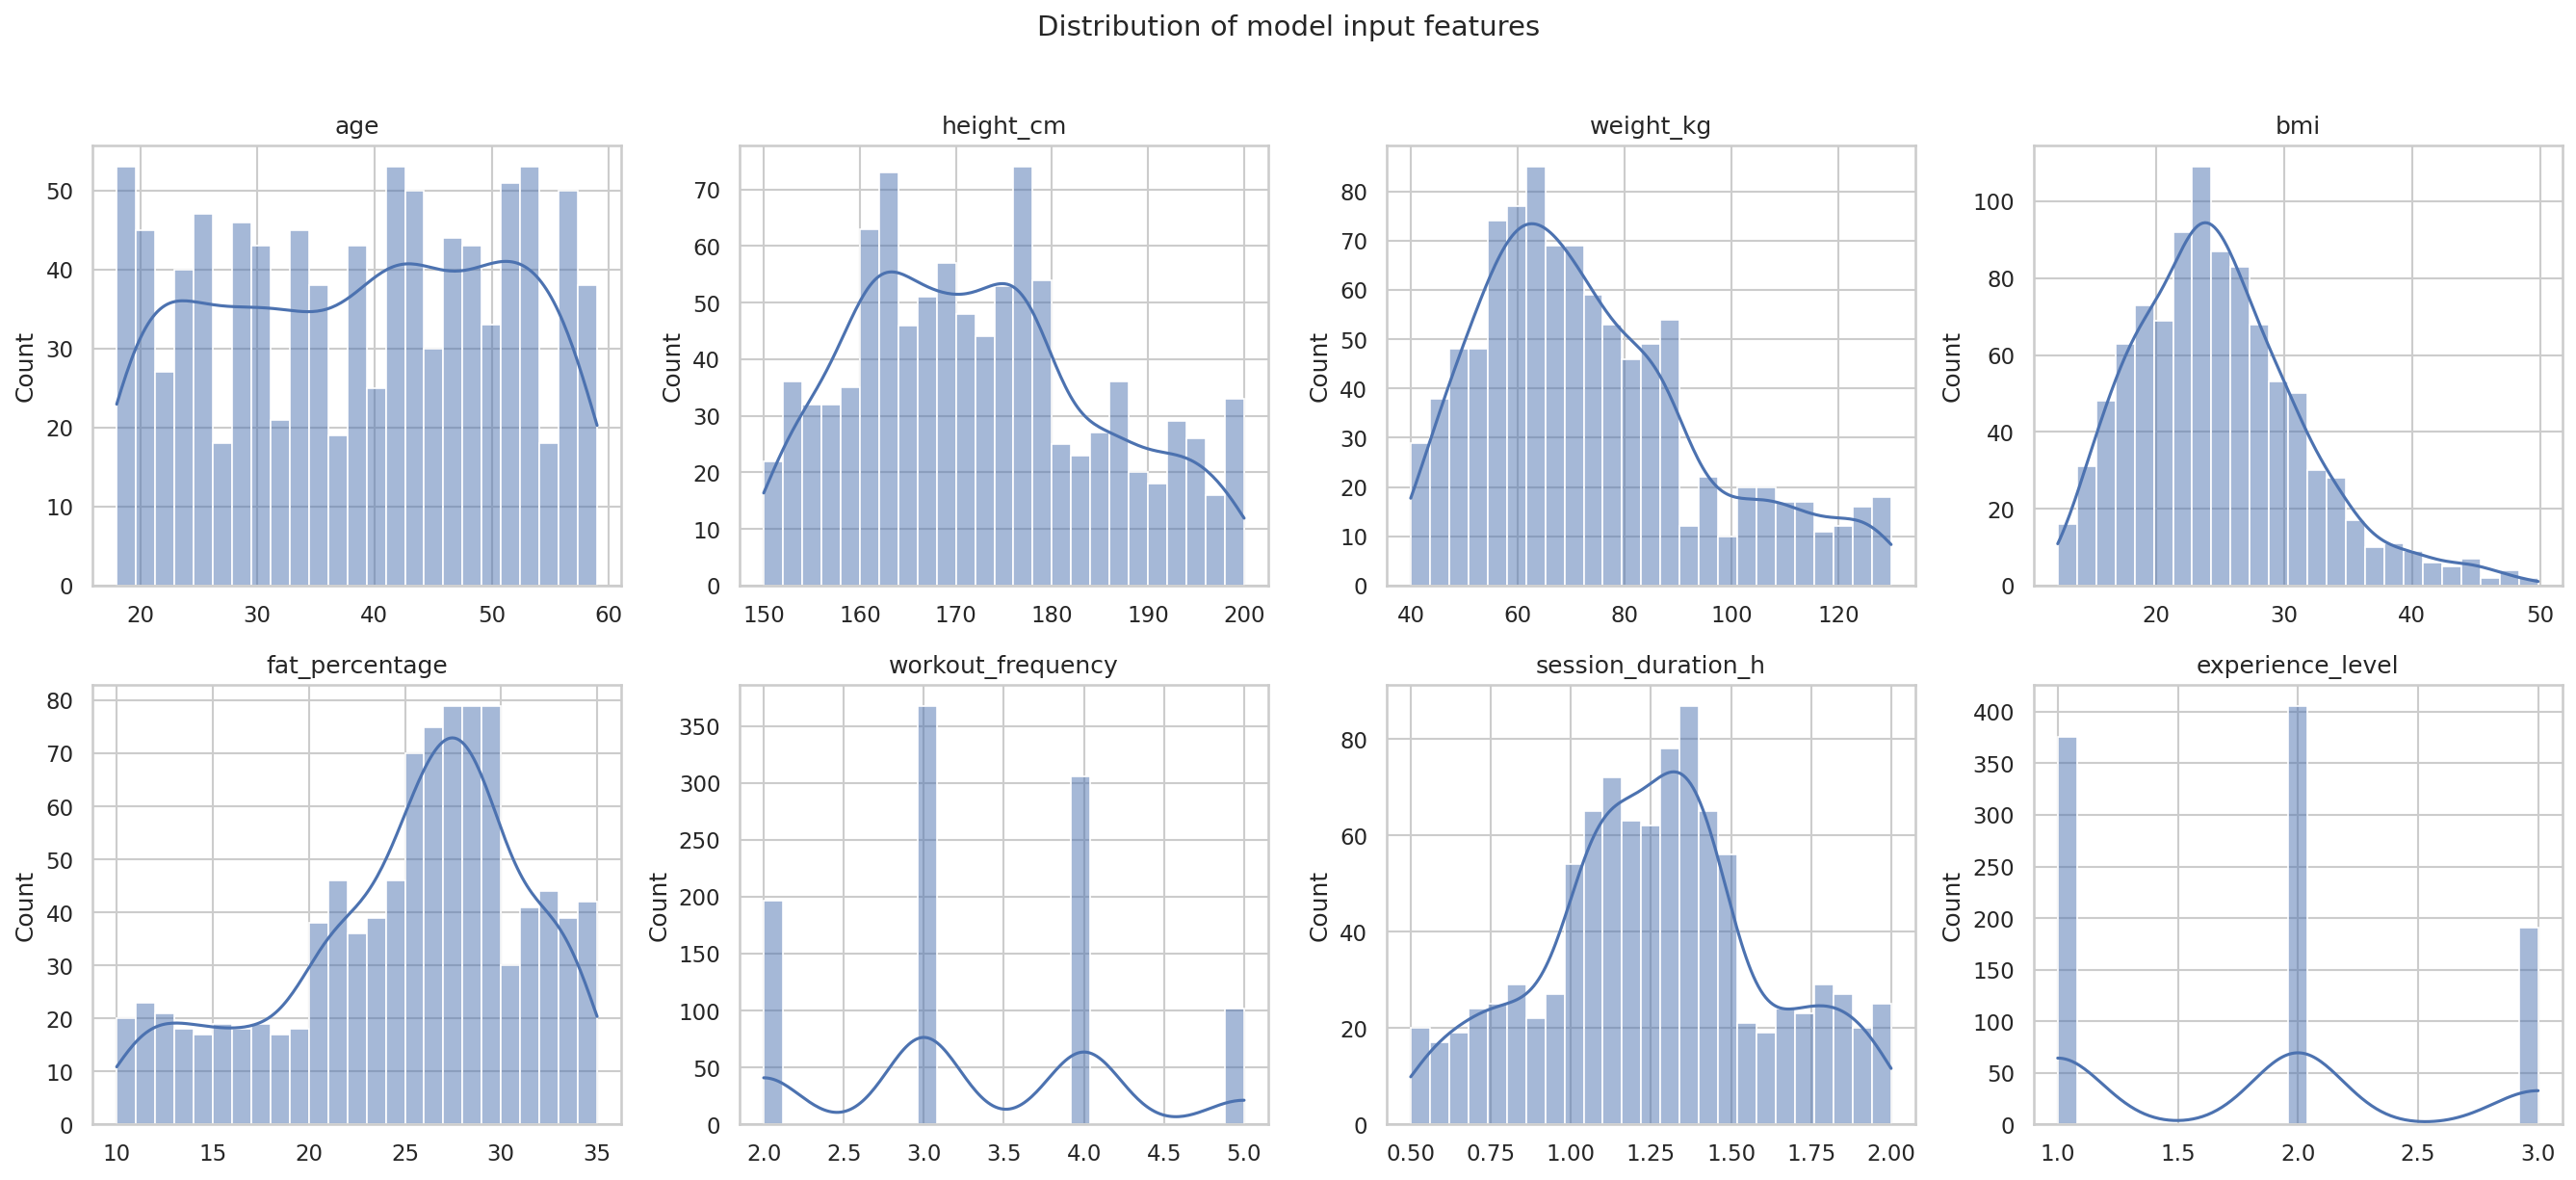 Distribution of model input features
age
Count
50
40
30
20
10
0
20 30 40 50 60
height_cm
Count
70
60
50
40
30
20
10
0
150 160 170 180 190 200
weight_kg
Count
80
70
60
50
40
30
20
10
0
40 60 80 100 120
bmi
Count
100
80
60
40
20
0
20 30 40 50
fat_percentage
Count
80
70
60
50
40
30
20
10
0
10 15 20 25 30 35
workout_frequency
Count
350
300
250
200
150
100
50
0
2.0 2.5 3.0 3.5 4.0 4.5 5.0
session_duration_h
Count
80
60
40
20
0
0.50 0.75 1.00 1.25 1.50 1.75 2.00
experience_level
Count
400
350
300
250
200
150
100
50
0
1.0 1.5 2.0 2.5 3.0